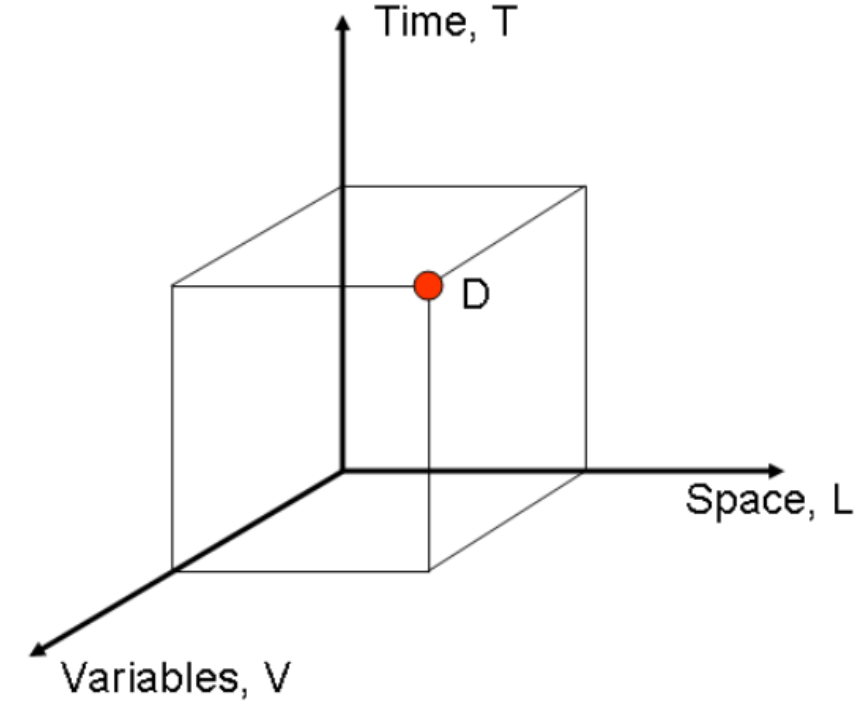 Time, T
D
Space, L
Variables, V